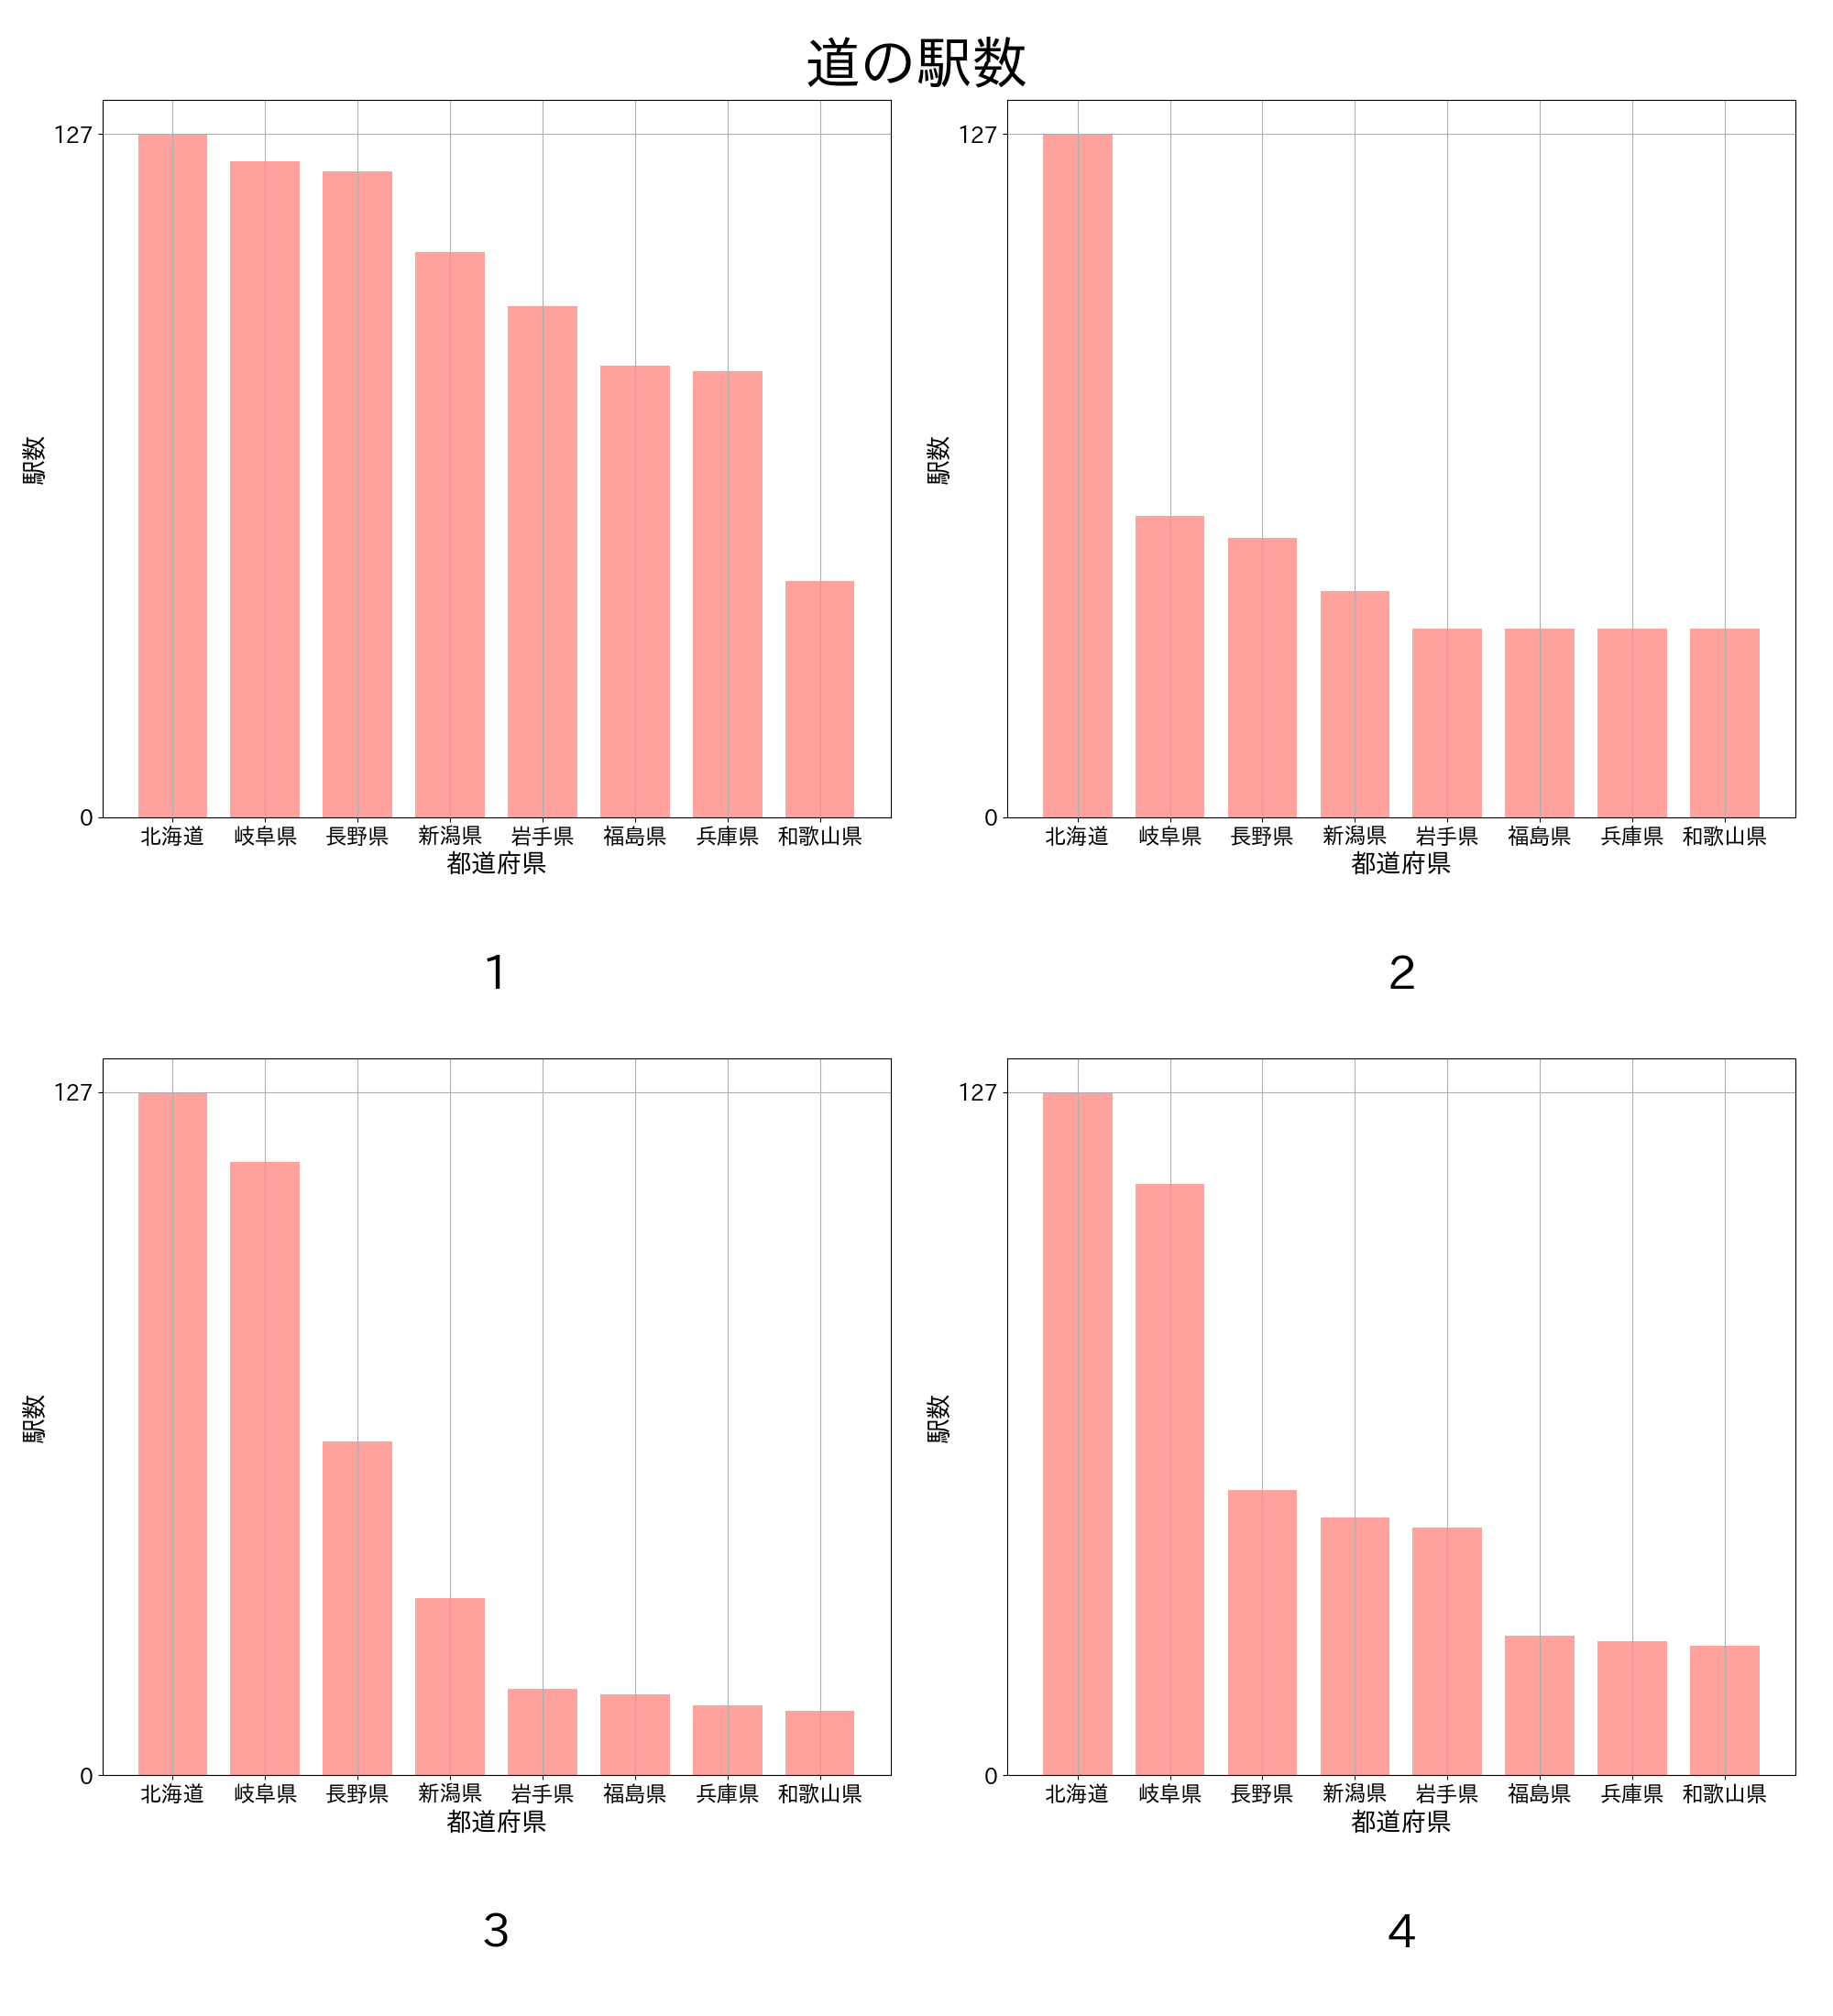 道の駅数
127
0
駅数
北海道 岐阜県 長野県 新潟県 岩手県 福島県 兵庫県 和歌山県
都道府県
1
127
0
駅数
北海道 岐阜県 長野県 新潟県 岩手県 福島県 兵庫県 和歌山県
都道府県
2
127
0
駅数
北海道 岐阜県 長野県 新潟県 岩手県 福島県 兵庫県 和歌山県
都道府県
3
127
0
駅数
北海道 岐阜県 長野県 新潟県 岩手県 福島県 兵庫県 和歌山県
都道府県
4